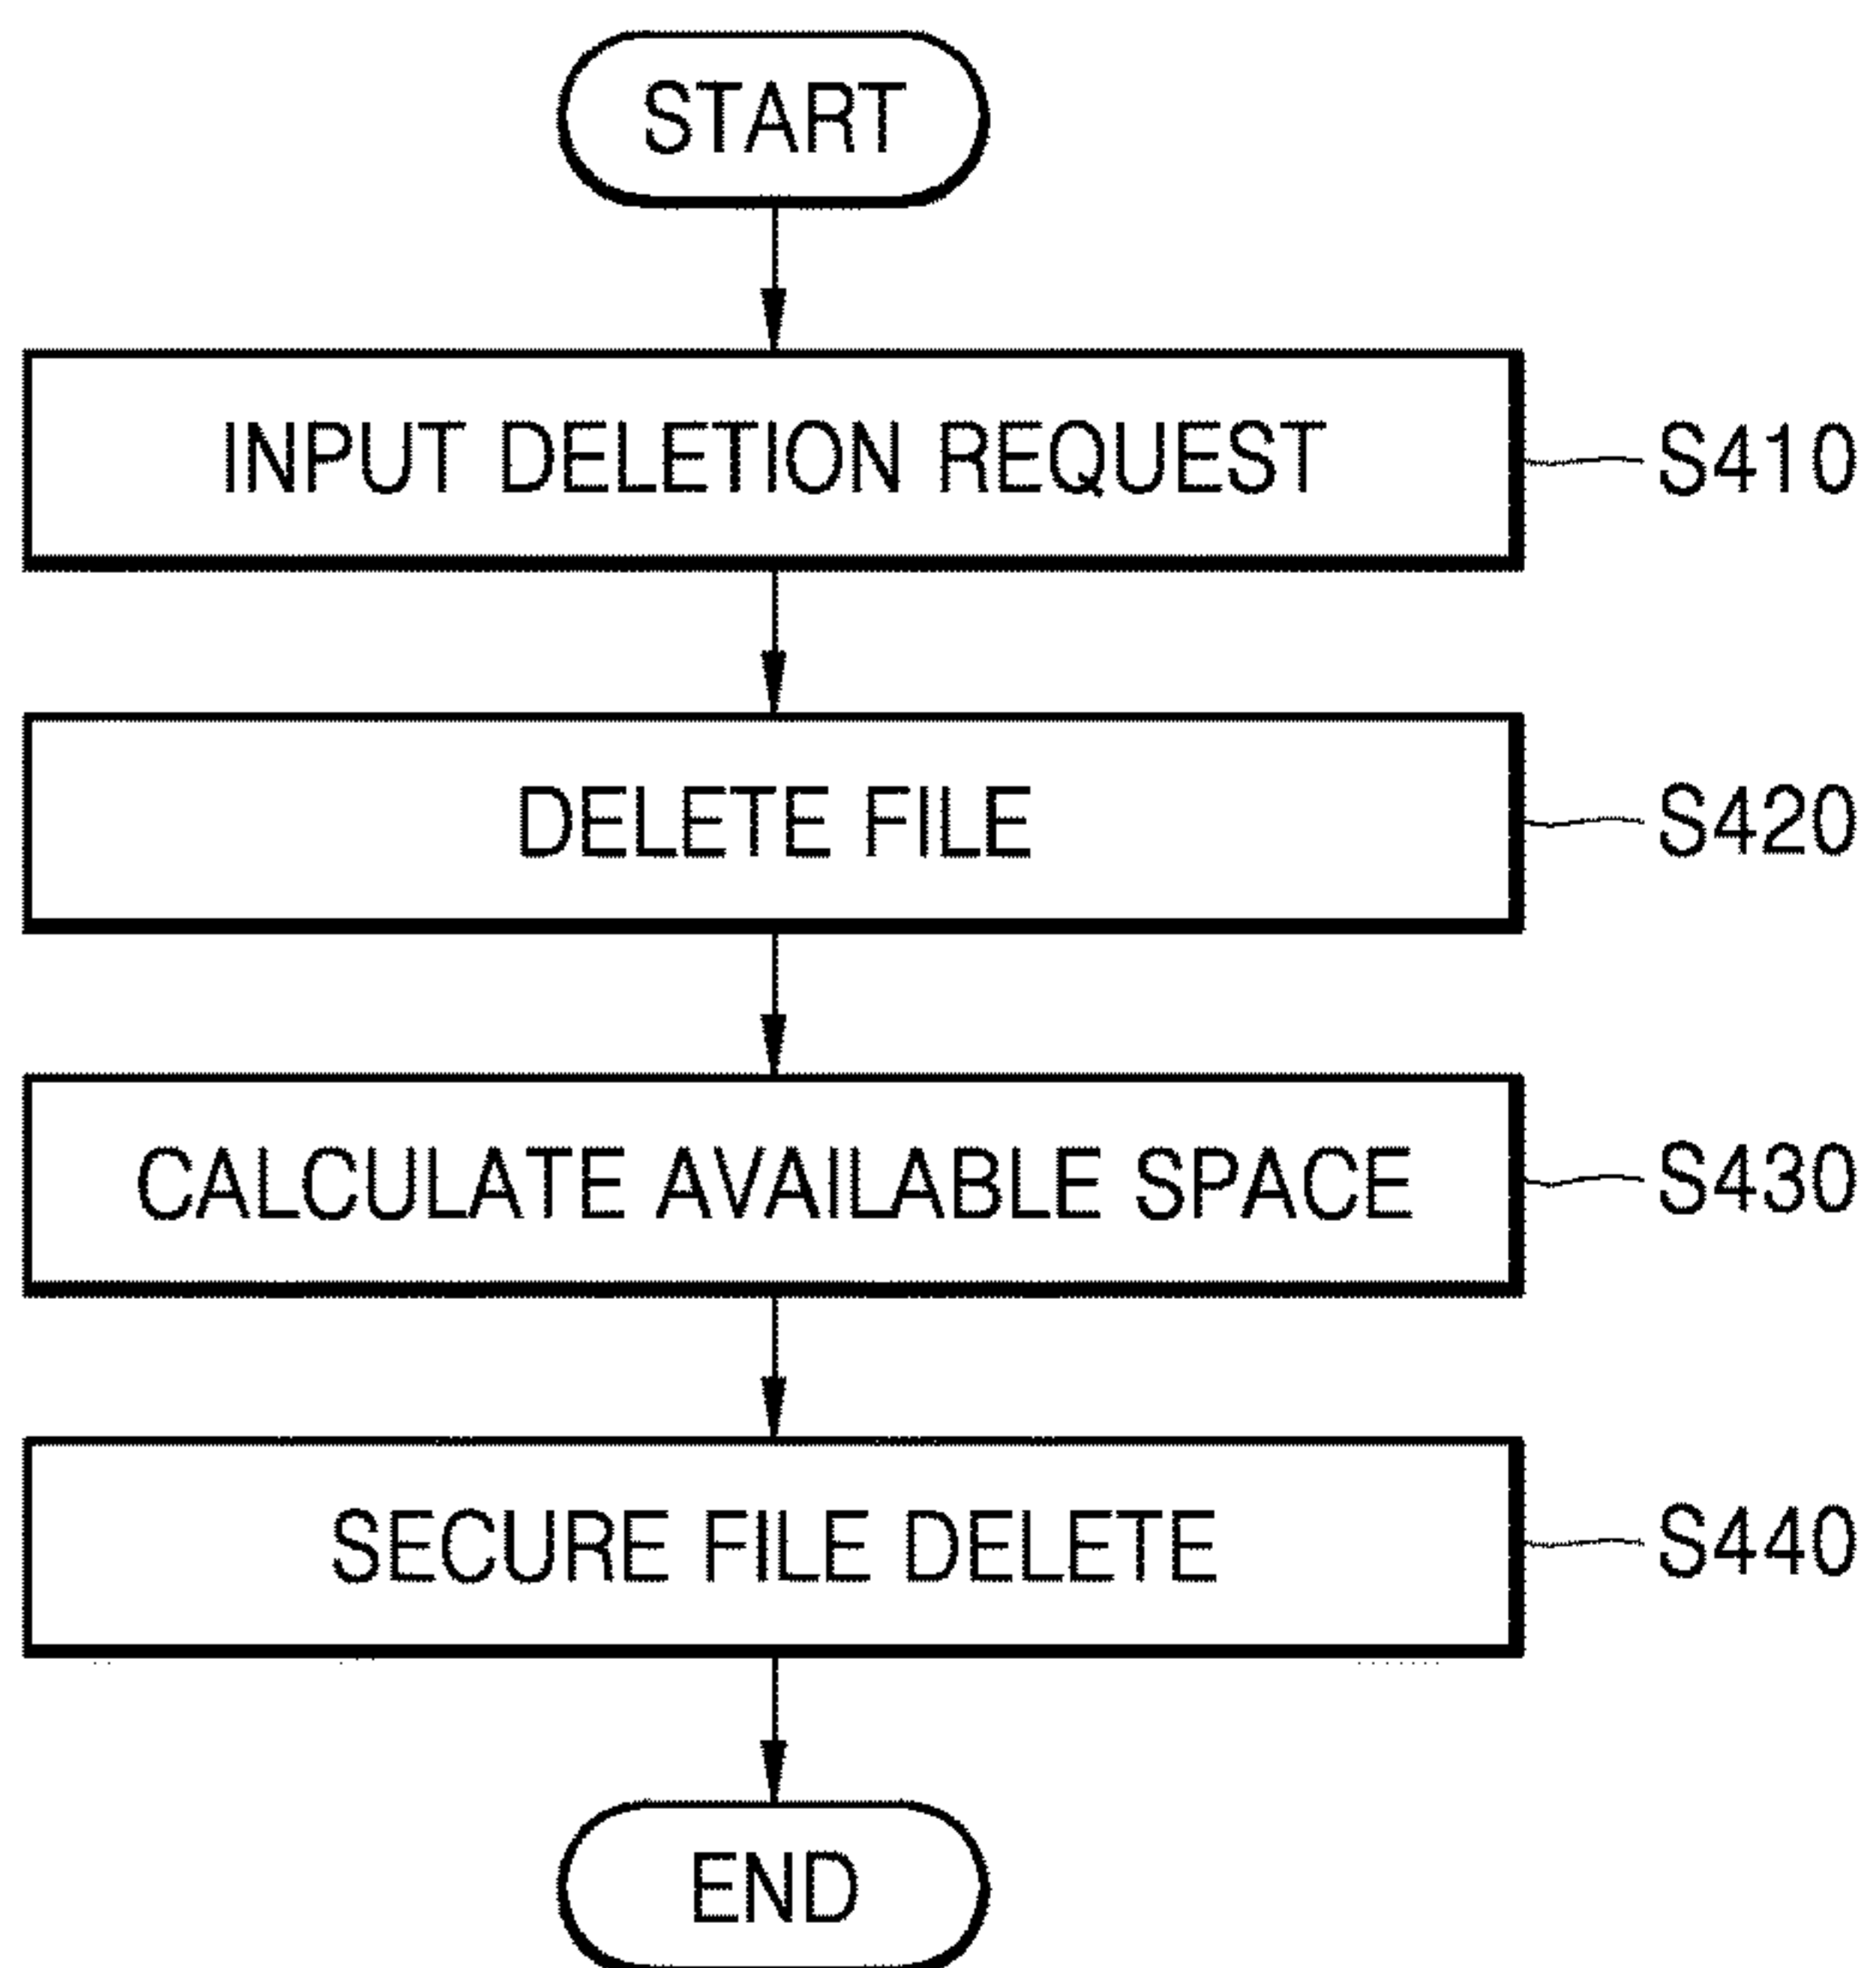 START
INPUT DELETION REQUEST
S410
DELETE FILE
S420
CALCULATE AVAILABLE SPACE
S430
SECURE FILE DELETE
S440
END